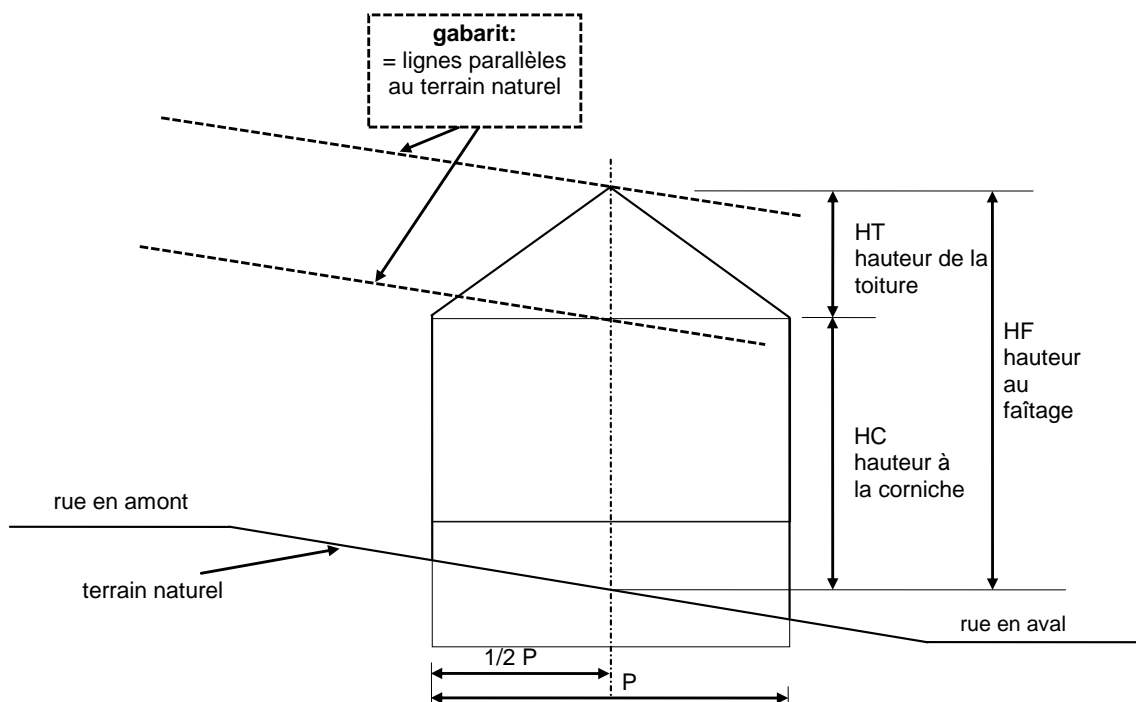 gabarit:
= lignes parallèles
au terrain naturel
HT
hauteur de la
toiture
HF
hauteur
au
faîtage
HC
hauteur à
la corniche
rue en amont
terrain naturel
rue en aval
1/2 P
P